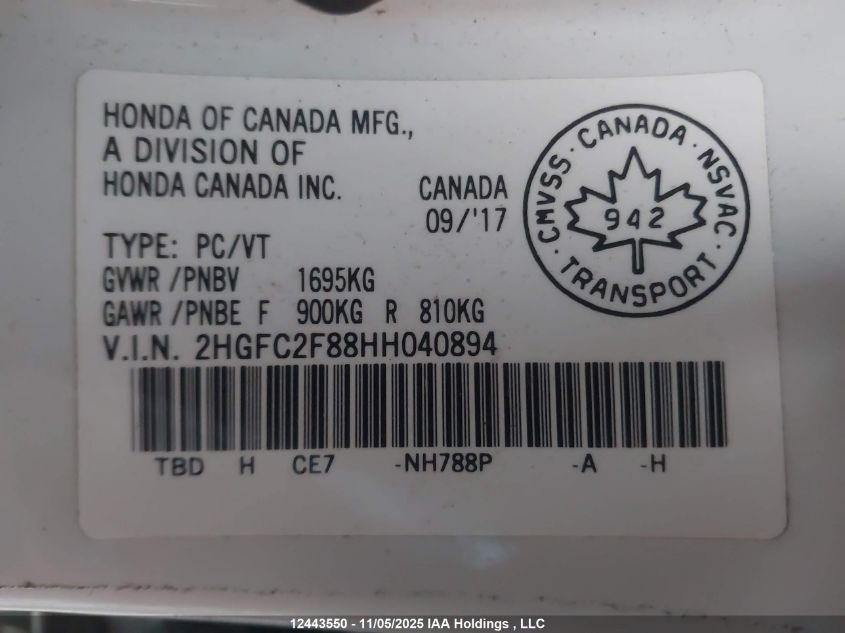 HONDA OF CANADA MFG.,
A DIVISION OF
HONDA CANADA INC. CANADA
09/'17
TYPE: PC/VT
GVWR /PNBV 1695KG
GAWR /PNBE F 900KG R 810KG
V.I.N. 2HGFC2F88HH040894
TBD H CE7 -NH788P -A -H
CMVSS · CANADA · NSVAC · TRANSPORT ·
942
12443550 - 11/05/2025 IAA Holdings , LLC